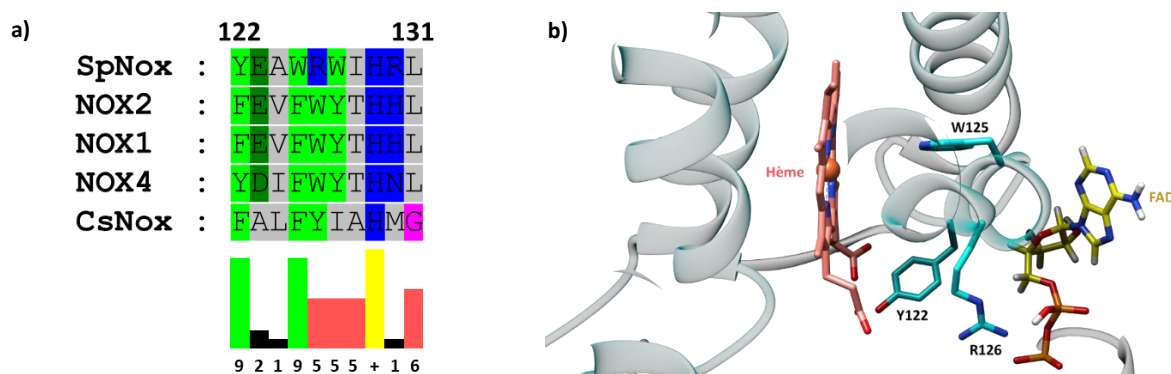 a)
122 131
SpNox : YEAWRWIHRL
NOX2 : FEVFWYTHHL
NOX1 : FEVFWYTHHL
NOX4 : YDIFWYTHNL
CsNox : FALFYIAHMG
9 2 1 9 5 5 5 + 1 6
b)
W125
Hème
FAD
Y122
R126